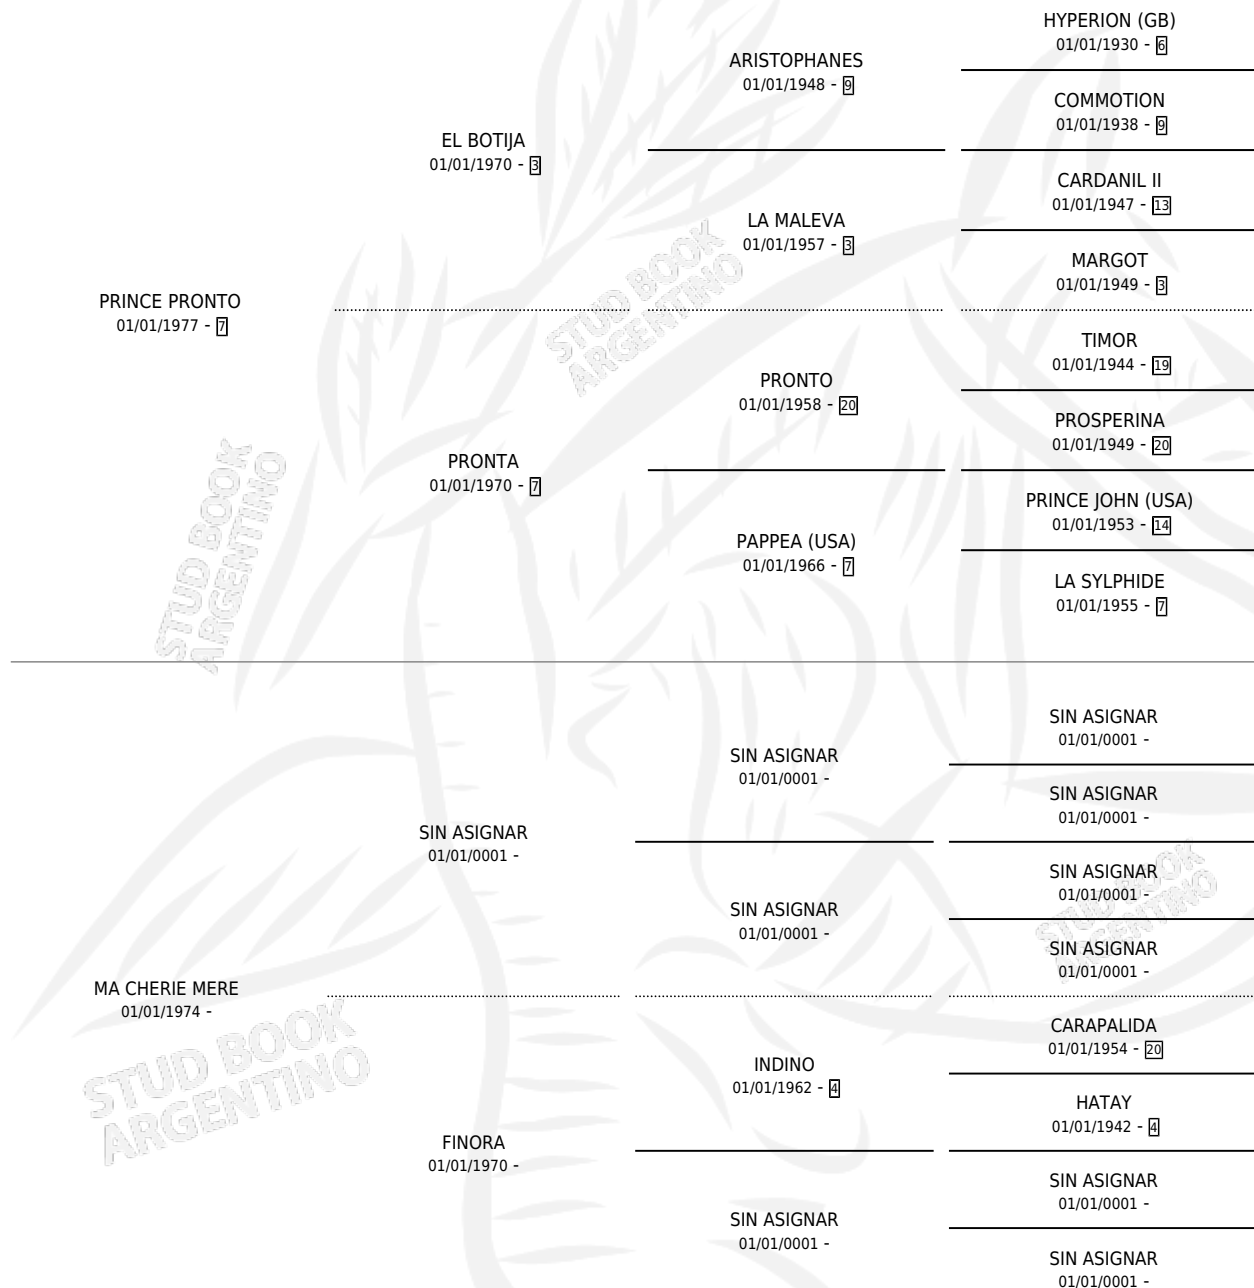 HYPERION (GB)
01/01/1930 - 6
ARISTOPHANES
01/01/1948 - 9
COMMOTION
01/01/1938 - 9
EL BOTIJA
01/01/1970 - 3
CARDANIL II
01/01/1947 - 13
LA MALEVA
01/01/1957 - 3
MARGOT
01/01/1949 - 3
PRINCE PRONTO
01/01/1977 - 7
TIMOR
01/01/1944 - 19
PRONTO
01/01/1958 - 20
PROSPERINA
01/01/1949 - 20
PRONTA
01/01/1970 - 7
PRINCE JOHN (USA)
01/01/1953 - 14
PAPPEA (USA)
01/01/1966 - 7
LA SYLPHIDE
01/01/1955 - 7
STUD BOOK
ARGENTINO
STUD BOOK
ARGENTINO
SIN ASIGNAR
01/01/0001 -
SIN ASIGNAR
01/01/0001 -
SIN ASIGNAR
01/01/0001 -
SIN ASIGNAR
01/01/0001 -
SIN ASIGNAR
01/01/0001 -
SIN ASIGNAR
01/01/0001 -
SIN ASIGNAR
01/01/0001 -
STUD BOOK
ARGENTINO
MA CHERIE MERE
01/01/1974 -
CARAPALIDA
01/01/1954 - 20
INDINO
01/01/1962 - 4
HATAY
01/01/1942 - 4
FINORA
01/01/1970 -
SIN ASIGNAR
01/01/0001 -
SIN ASIGNAR
01/01/0001 -
SIN ASIGNAR
01/01/0001 -
STUD BOOK
ARGENTINO